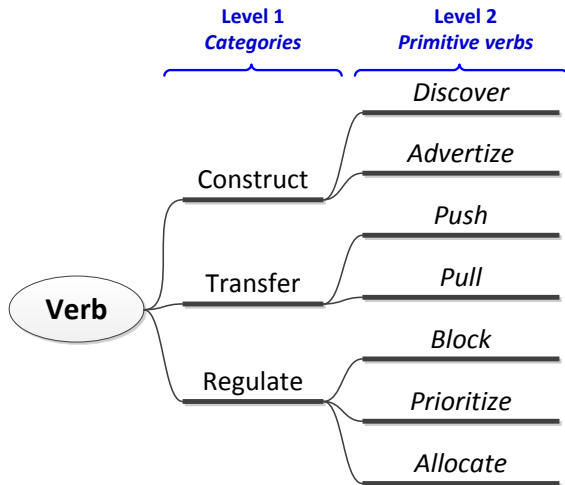 Level 1
Categories
Level 2
Primitive verbs
Verb
Construct
Discover
Advertize
Transfer
Push
Pull
Regulate
Block
Prioritize
Allocate